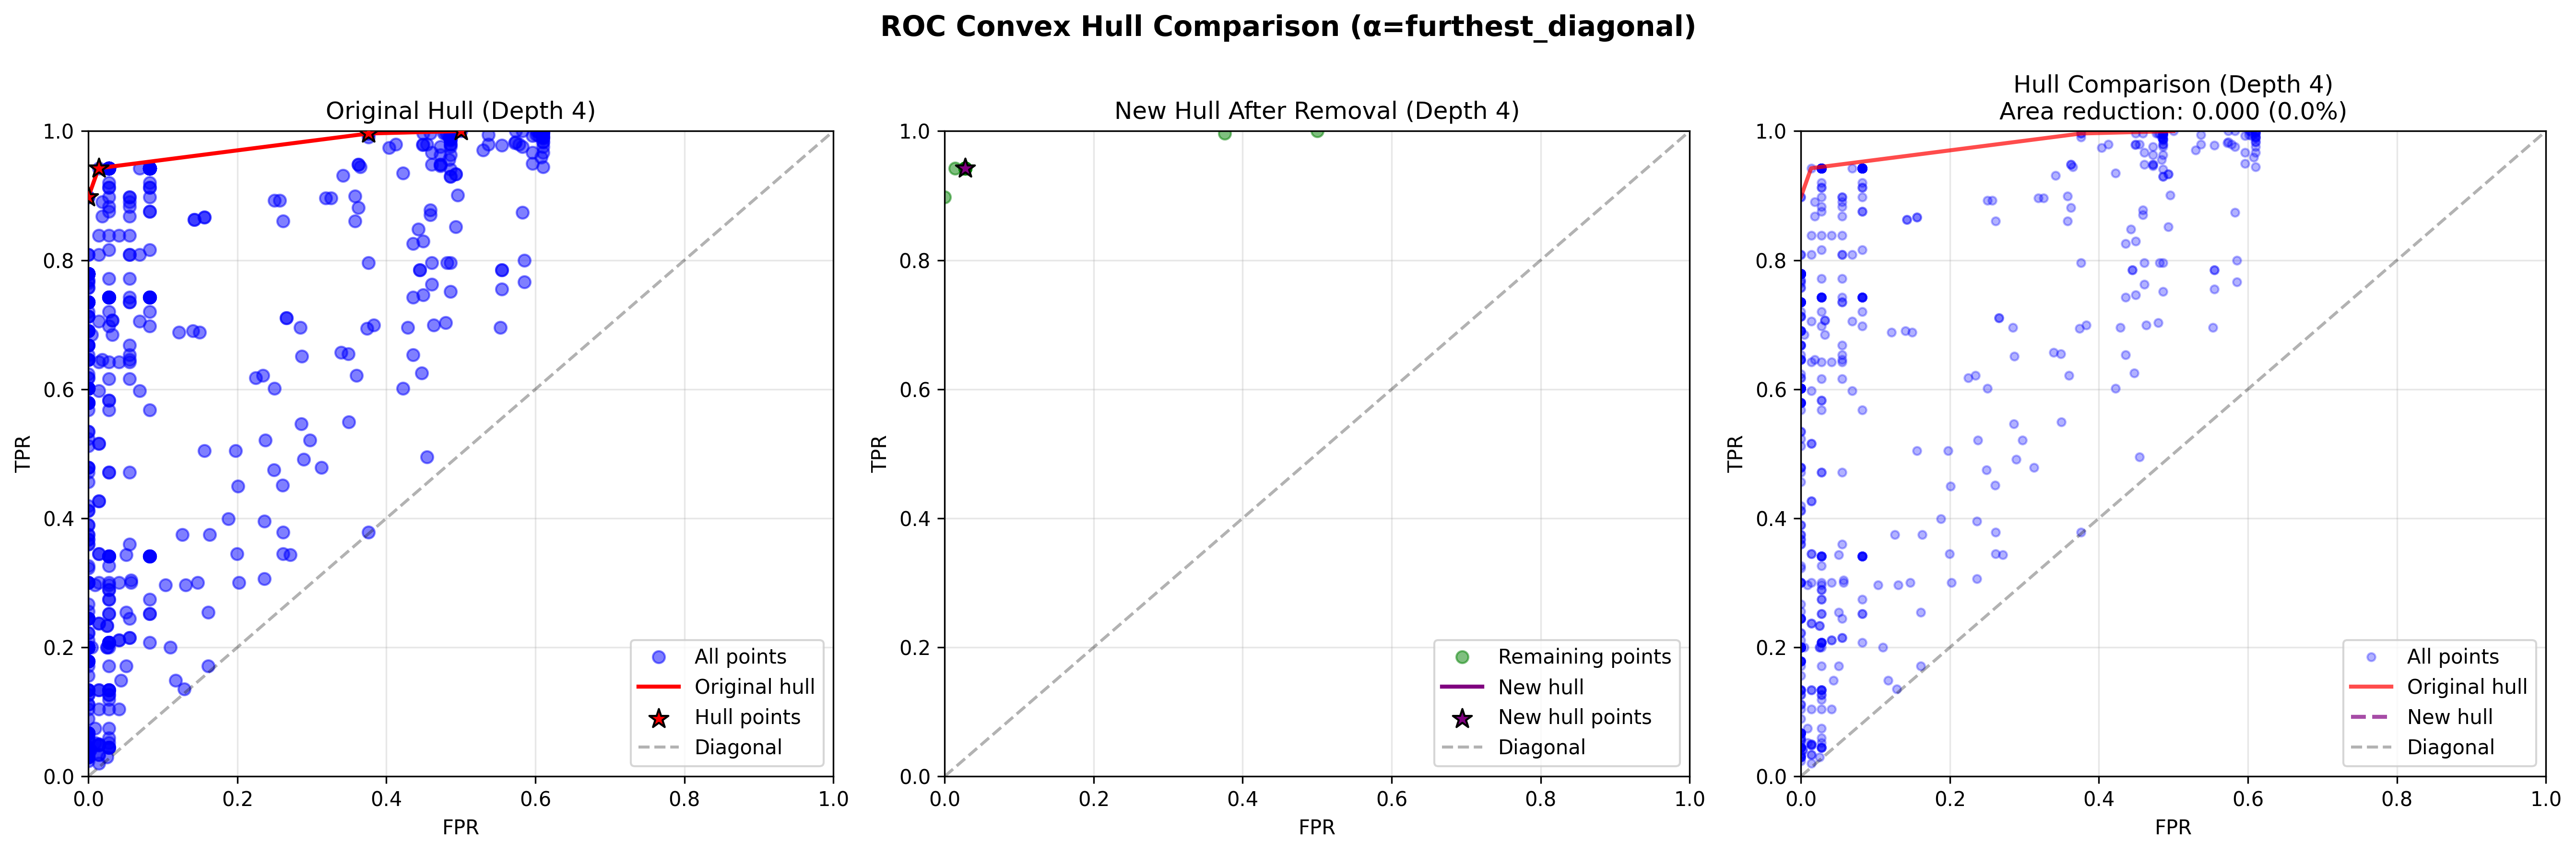 ROC Convex Hull Comparison (α=furthest_diagonal)
Original Hull (Depth 4)
TPR
1.0
0.8
0.6
0.4
0.2
0.0
0.0 0.2 0.4 0.6 0.8 1.0
FPR
All points
Original hull
Hull points
Diagonal
New Hull After Removal (Depth 4)
TPR
1.0
0.8
0.6
0.4
0.2
0.0
0.0 0.2 0.4 0.6 0.8 1.0
FPR
Remaining points
New hull
New hull points
Diagonal
Hull Comparison (Depth 4)
Area reduction: 0.000 (0.0%)
TPR
1.0
0.8
0.6
0.4
0.2
0.0
0.0 0.2 0.4 0.6 0.8 1.0
FPR
All points
Original hull
New hull
Diagonal